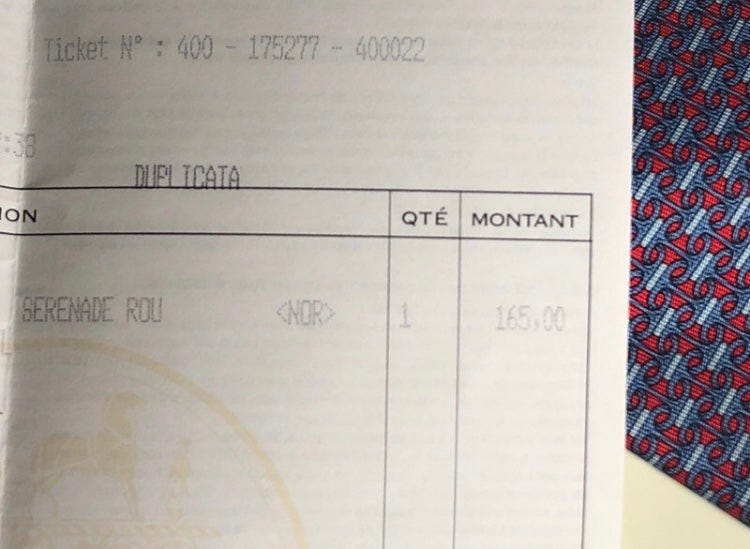 Ticket N° : 400 - 175277 - 400022
:38
DUPLICATA
ION QTÉ MONTANT
SERENADE ROU <NOR> 1 165,00
L